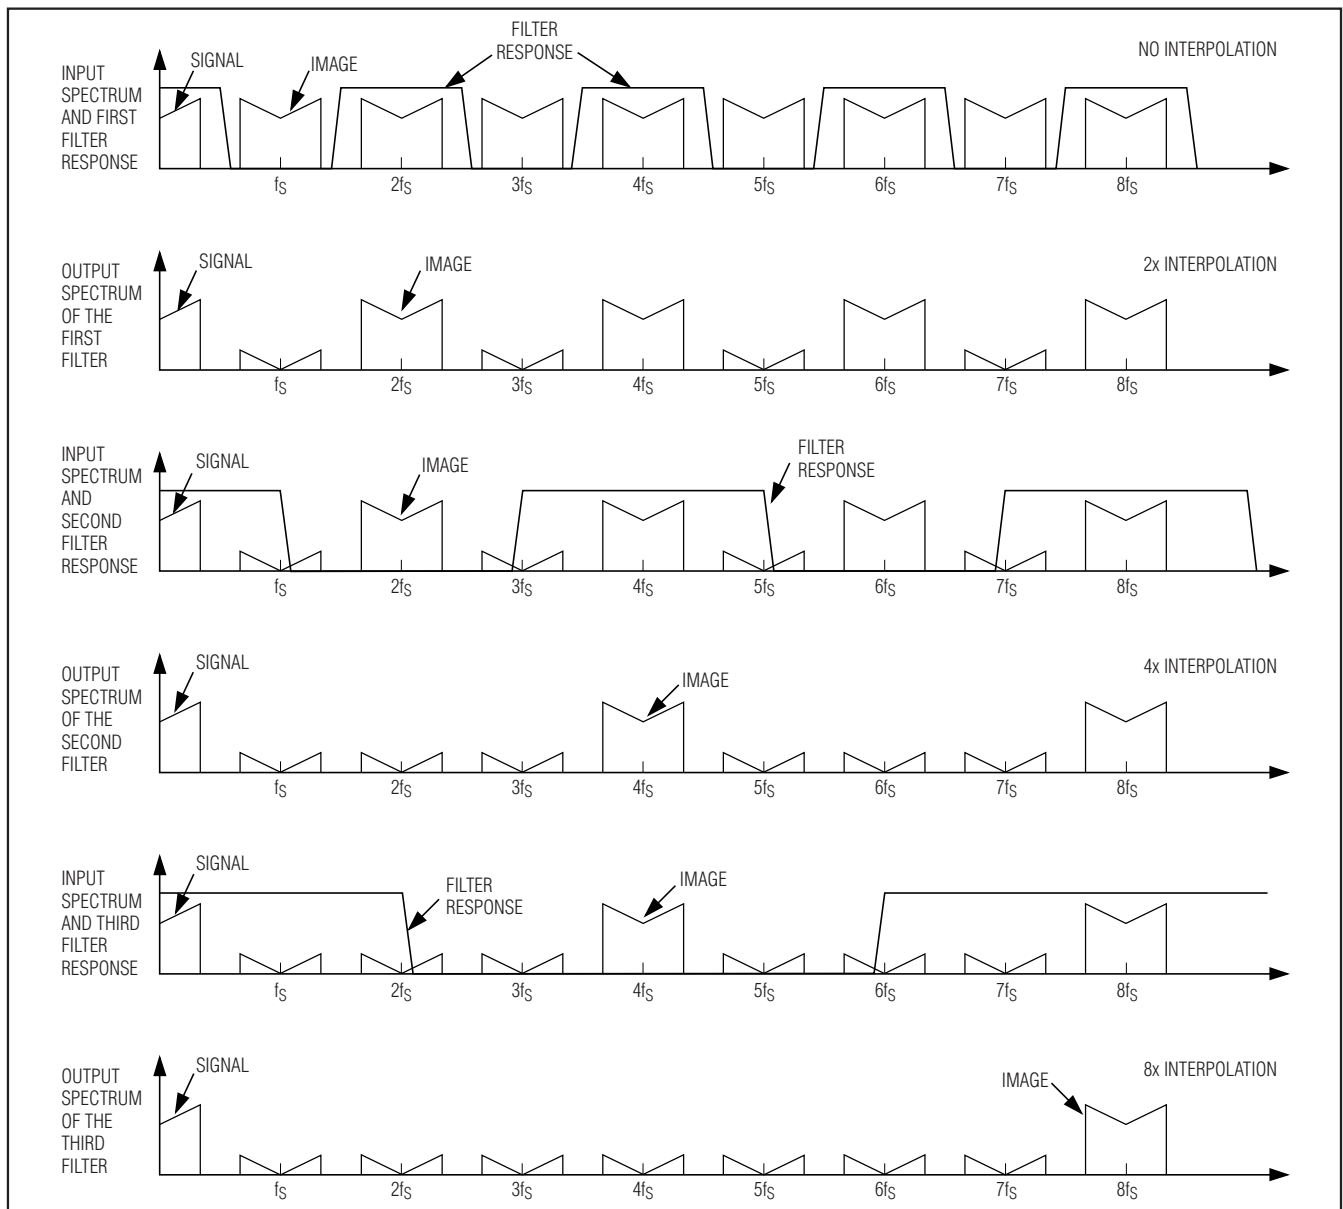 FILTER
RESPONSE
NO INTERPOLATION
SIGNAL
IMAGE
INPUT
SPECTRUM
AND FIRST
FILTER
RESPONSE
fS 2fS 3fS 4fS 5fS 6fS 7fS 8fS
SIGNAL
IMAGE
2x INTERPOLATION
OUTPUT
SPECTRUM
OF THE
FIRST
FILTER
fS 2fS 3fS 4fS 5fS 6fS 7fS 8fS
INPUT
SPECTRUM
AND
SECOND
FILTER
RESPONSE
SIGNAL
IMAGE
FILTER
RESPONSE
fS 2fS 3fS 4fS 5fS 6fS 7fS 8fS
SIGNAL
IMAGE
4x INTERPOLATION
OUTPUT
SPECTRUM
OF THE
SECOND
FILTER
fS 2fS 3fS 4fS 5fS 6fS 7fS 8fS
SIGNAL
FILTER
RESPONSE
IMAGE
INPUT
SPECTRUM
AND THIRD
FILTER
RESPONSE
fS 2fS 3fS 4fS 5fS 6fS 7fS 8fS
SIGNAL
IMAGE
8x INTERPOLATION
OUTPUT
SPECTRUM
OF THE
THIRD
FILTER
fS 2fS 3fS 4fS 5fS 6fS 7fS 8fS